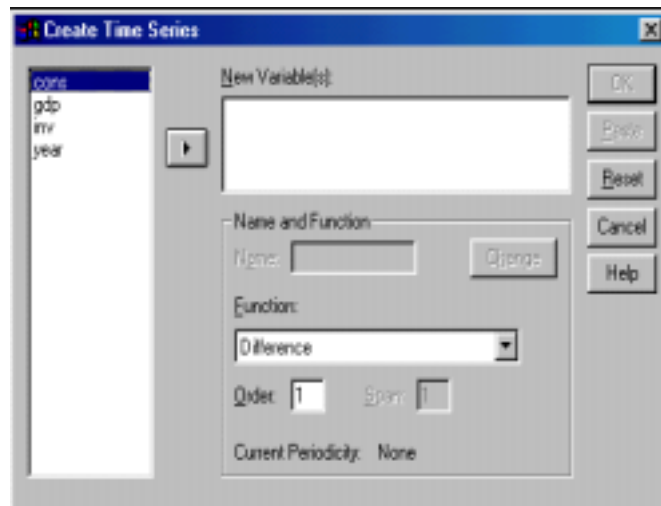 Create Time Series
cons
gdp
inv
year
New Variable(s):
OK
Paste
Reset
Cancel
Help
Name and Function
Name:
Change
Function:
Difference
Order: 1
Span: 1
Current Periodicity: None